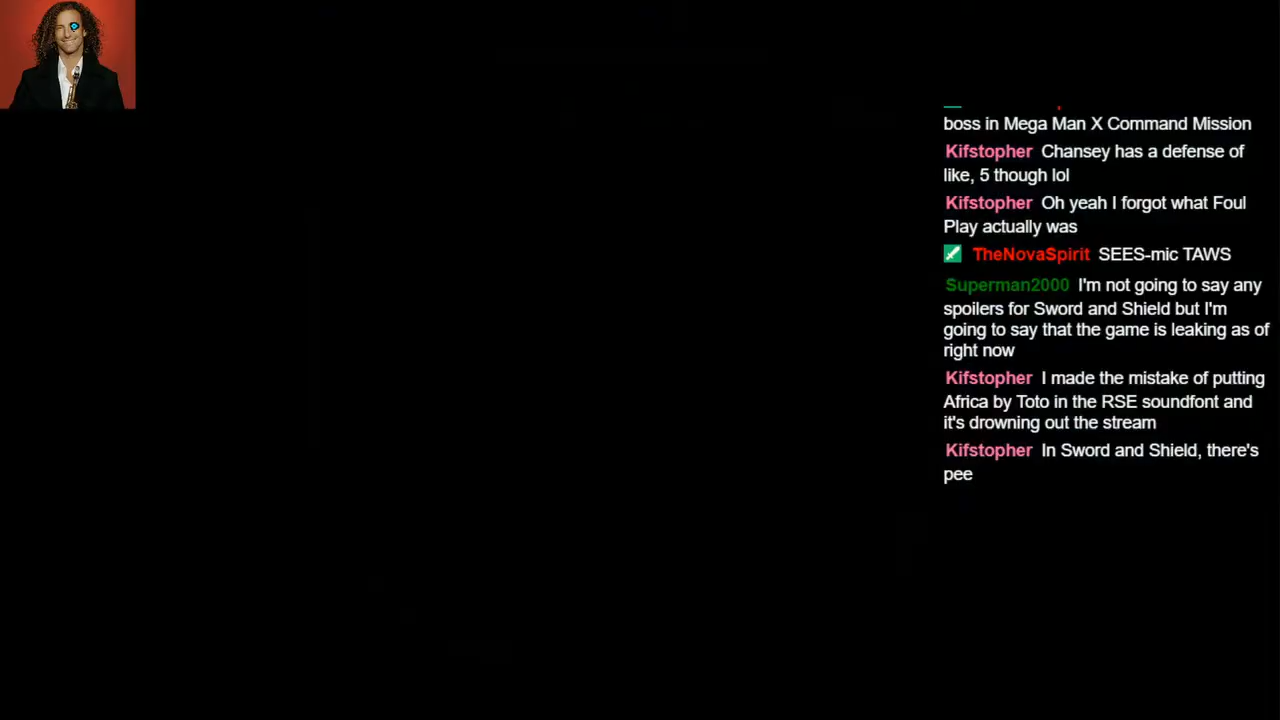 boss in Mega Man X Command Mission
Kifstopher Chansey has a defense of
like, 5 though lol
Kifstopher Oh yeah I forgot what Foul
Play actually was
TheNovaSpirit SEES-mic TAWS
Superman2000 I'm not going to say any
spoilers for Sword and Shield but I'm
going to say that the game is leaking as of
right now
Kifstopher I made the mistake of putting
Africa by Toto in the RSE soundfont and
it's drowning out the stream
Kifstopher In Sword and Shield, there's
pee